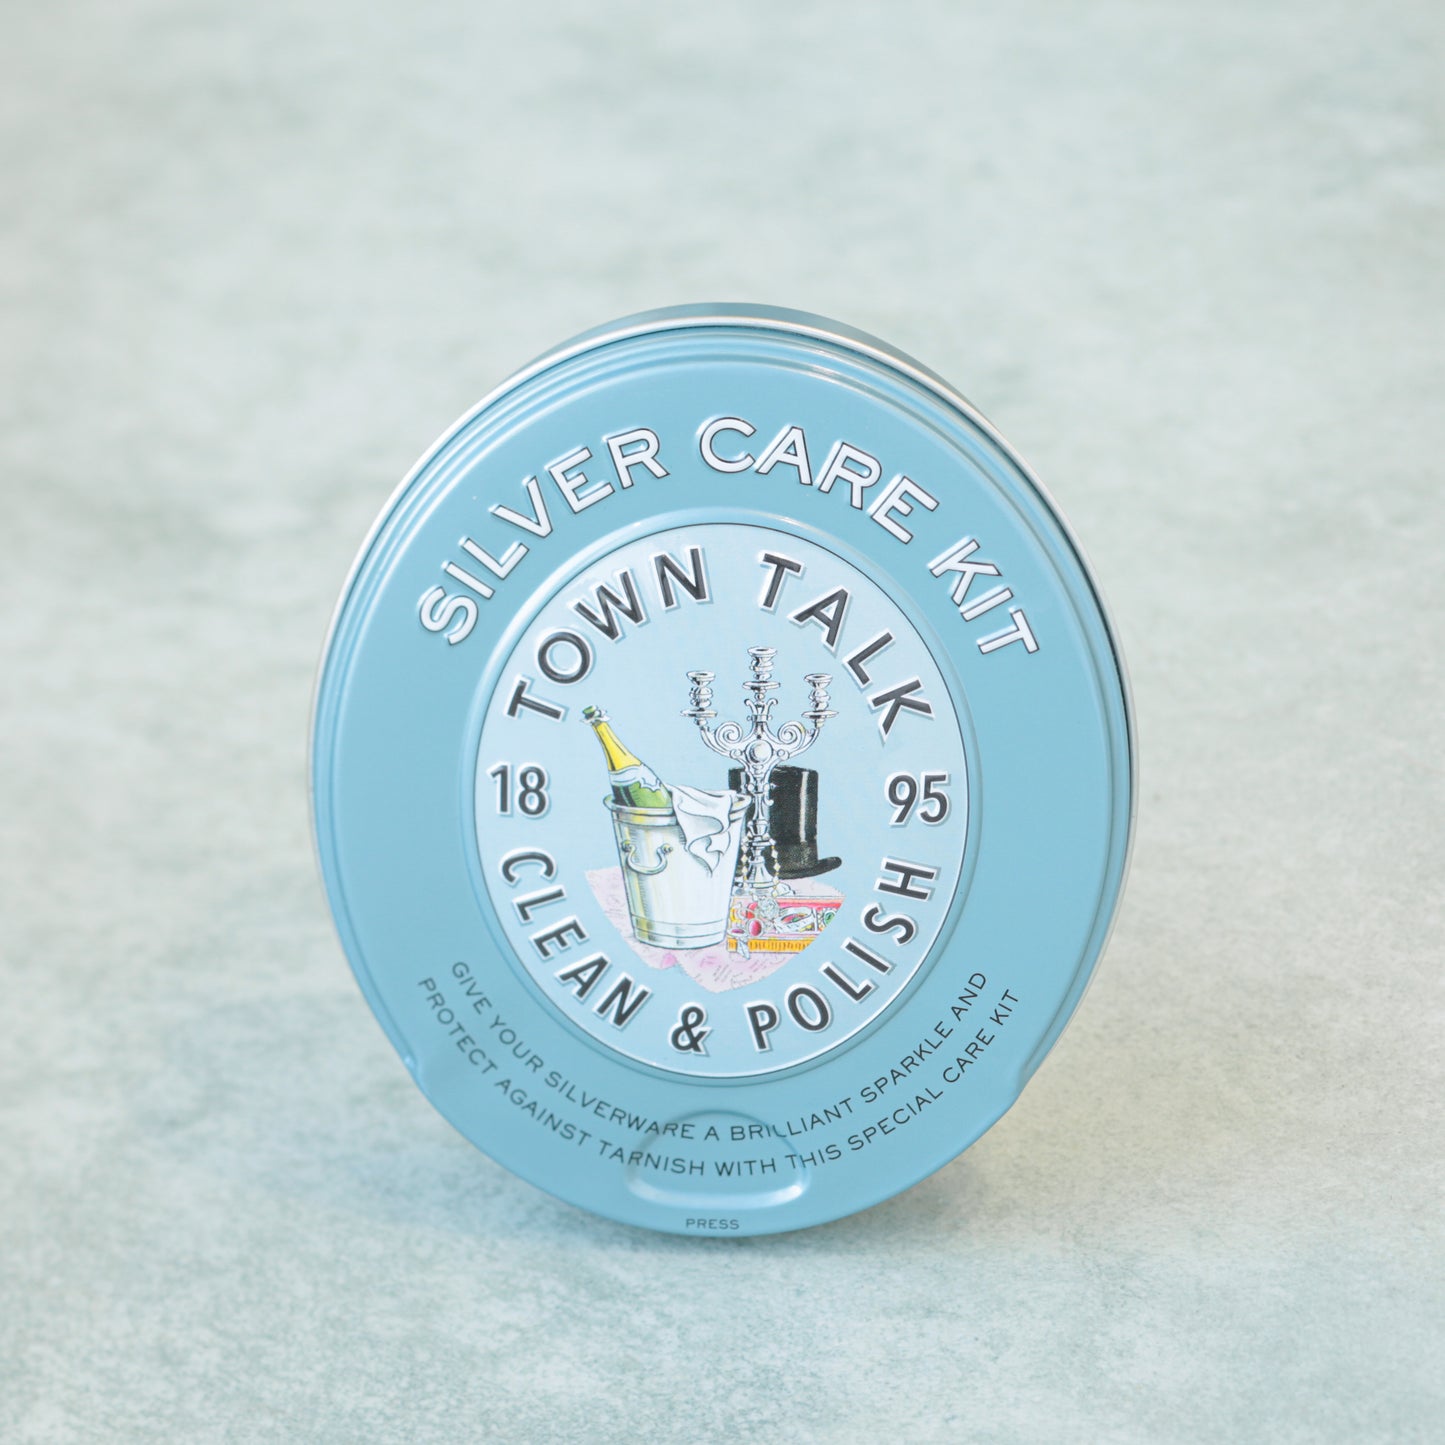 SILVER CARE KIT
TOWN TALK
18 95
CLEAN & POLISH
GIVE YOUR SILVERWARE A BRILLIANT SPARKLE AND
PROTECT AGAINST TARNISH WITH THIS SPECIAL CARE KIT
PRESS